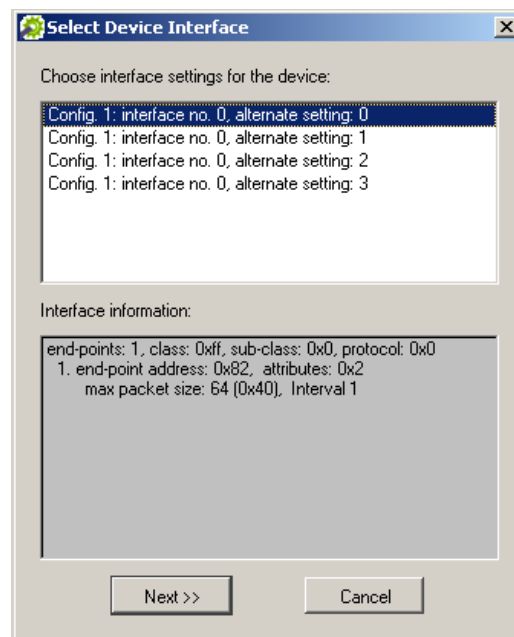 Select Device Interface
Choose interface settings for the device:
Config. 1: interface no. 0, alternate setting: 0
Config. 1: interface no. 0, alternate setting: 1
Config. 1: interface no. 0, alternate setting: 2
Config. 1: interface no. 0, alternate setting: 3
Interface information:
end-points: 1, class: 0xff, sub-class: 0x0, protocol: 0x0
1. end-point address: 0x82, attributes: 0x2
max packet size: 64 (0x40), Interval 1
Next >>
Cancel